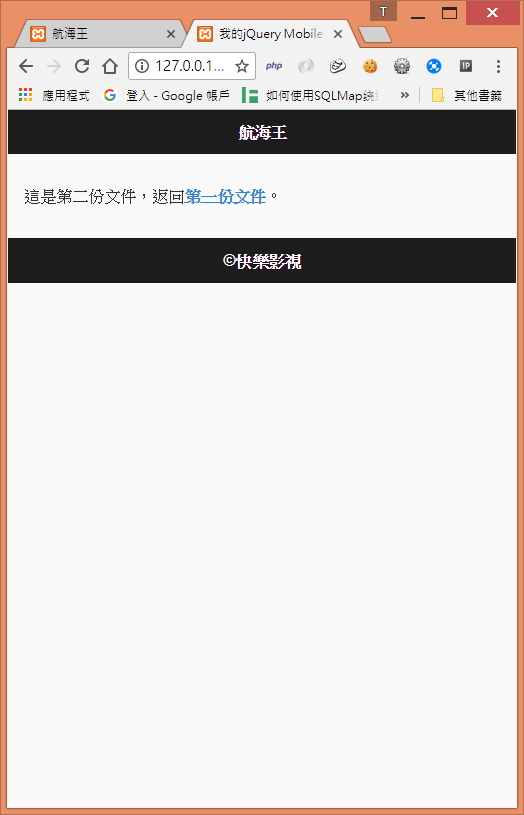 T
航海王
我的jQuery Mobile
127.0.0.1...
php
IP
應用程式
登入 - Google 帳戶
如何使用SQLMap繞
»
其他書籤
航海王
這是第二份文件，返回第一份文件。
©快樂影視